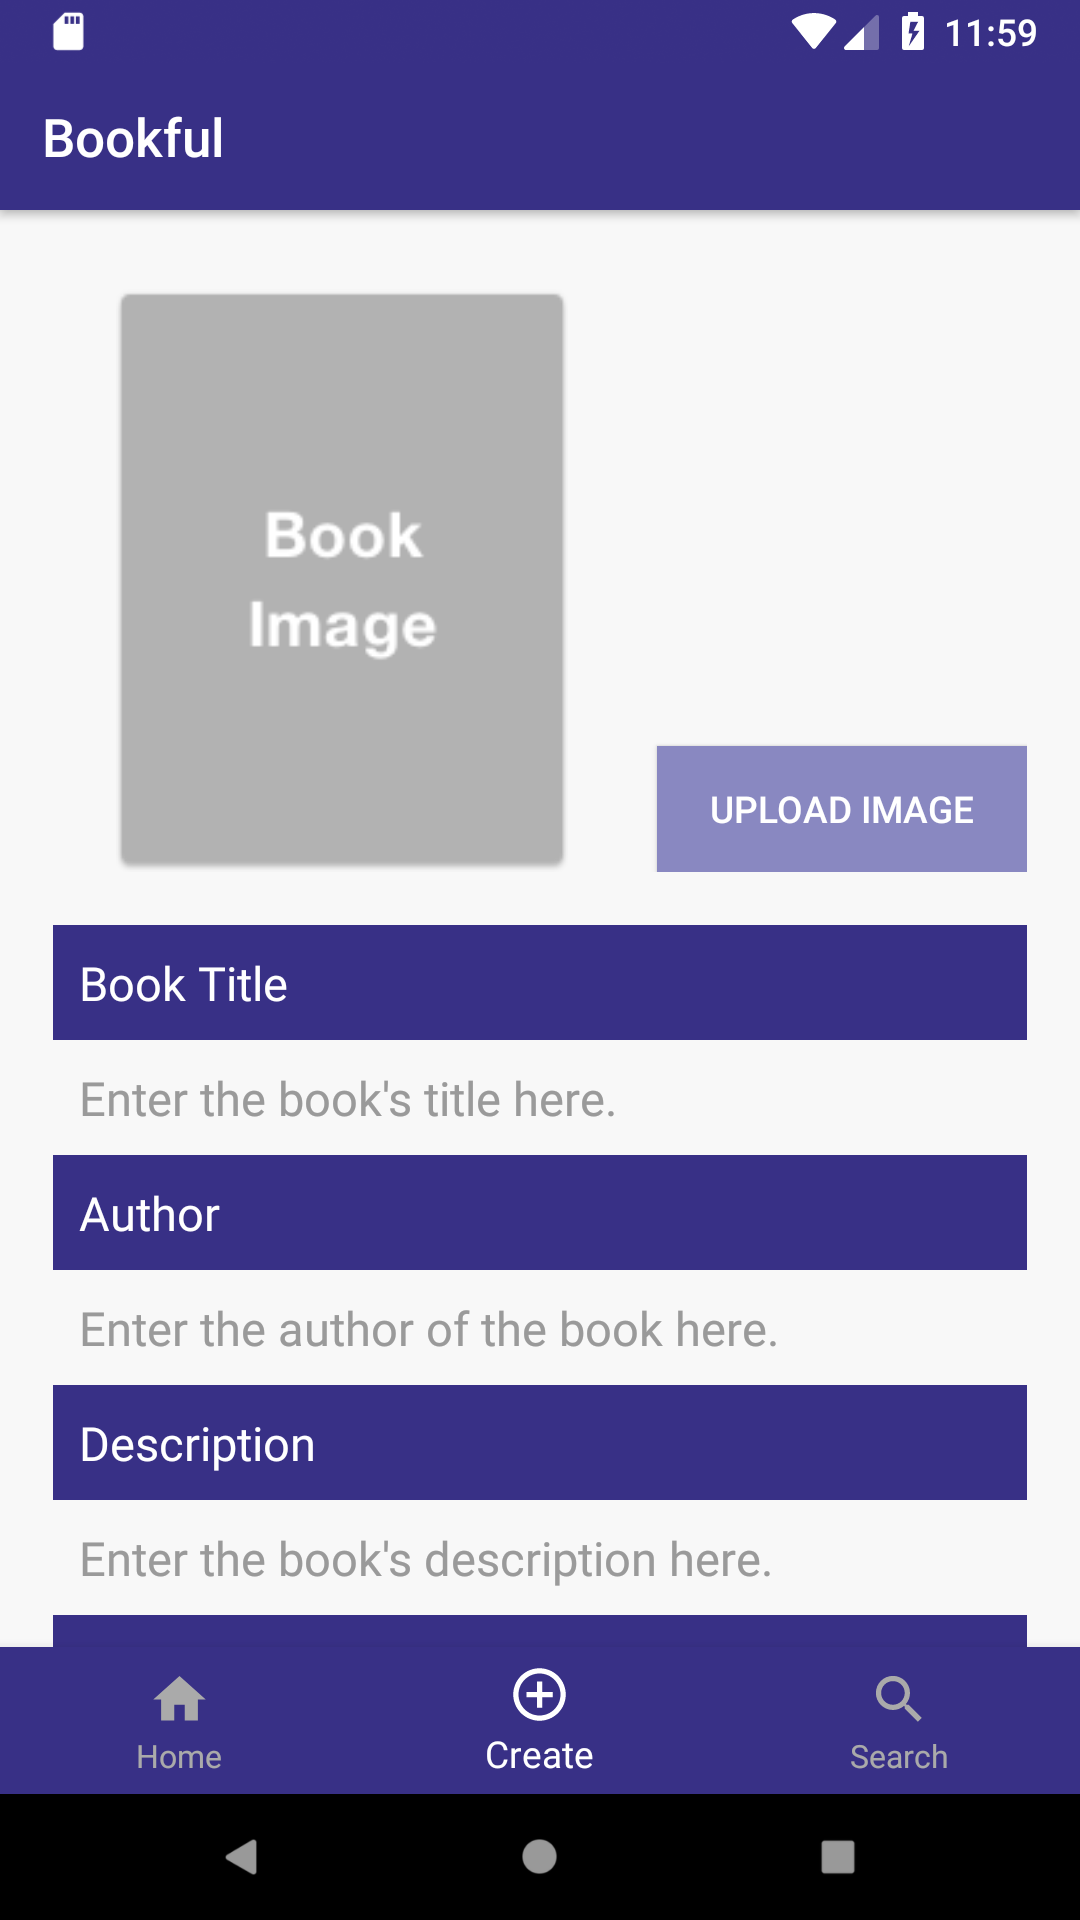 11:59
Bookful
Book
Image
UPLOAD IMAGE
Book Title
Enter the book's title here.
Author
Enter the author of the book here.
Description
Enter the book's description here.
Home
Create
Search